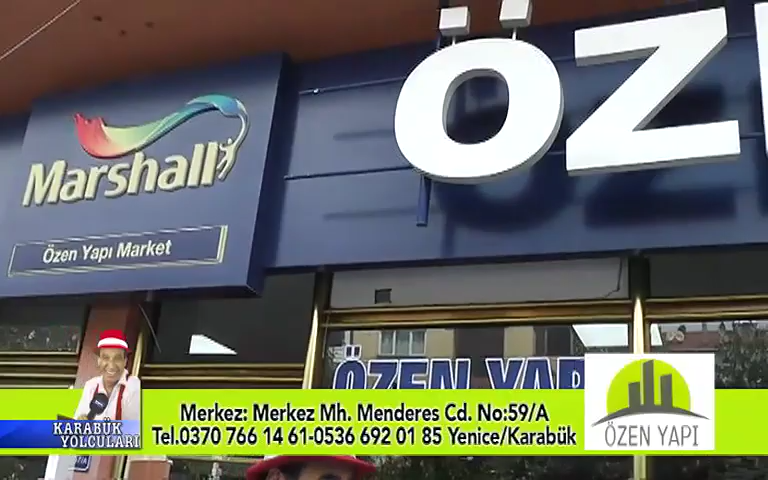 Marshall
Özen Yapı Market
ÖZ
ÖZEN YAP
Merkez: Merkez Mh. Menderes Cd. No:59/A
Tel.0370 766 14 61-0536 692 01 85 Yenice/Karabük
KARABÜK
YOLCULARI
ÖZEN YAPI